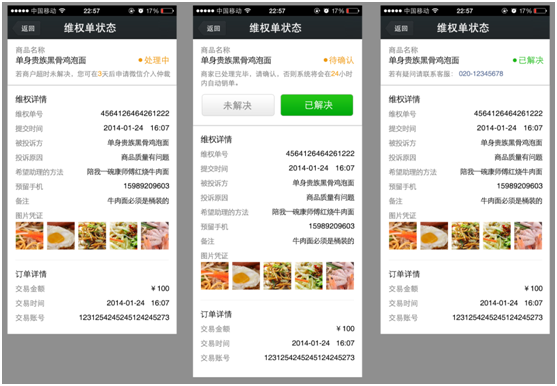 中国移动 22:57 17%
返回 维权单状态
商品名称
单身贵族黑骨鸡泡面 处理中
若商户超时未解决，您可在3天后申请微信介入仲裁
维权详情
维权单号 4564126464261222
提交时间 2014-01-24 16:07
被投诉方 单身贵族黑骨鸡泡面
投诉原因 商品质量有问题
希望助理的方法 陪我一碗康师傅红烧牛肉面
预留手机 15989209603
备注 牛肉面必须是桶装的
图片凭证
订单详情
交易金额 ¥100
交易时间 2014-01-24 16:07
交易账号 1231254245245124245273
中国移动 22:57 17%
返回 维权单状态
商品名称
单身贵族黑骨鸡泡面 待确认
商家已处理完毕，请确认，否则系统将会在24小时
内自动销单。
未解决 已解决
维权详情
维权单号 4564126464261222
提交时间 2014-01-24 16:07
被投诉方 单身贵族黑骨鸡泡面
投诉原因 商品质量有问题
希望助理的方法 陪我一碗康师傅红烧牛肉面
预留手机 15989209603
备注 牛肉面必须是桶装的
图片凭证
订单详情
交易金额 ¥100
交易时间 2014-01-24 16:07
交易账号 1231254245245124245273
中国移动 22:57 17%
返回 维权单状态
商品名称
单身贵族黑骨鸡泡面 已解决
若有疑问请联系客服： 020-12345678
维权详情
维权单号 4564126464261222
提交时间 2014-01-24 16:07
被投诉方 单身贵族黑骨鸡泡面
投诉原因 商品质量有问题
希望助理的方法 陪我一碗康师傅红烧牛肉面
预留手机 15989209603
备注 牛肉面必须是桶装的
图片凭证
订单详情
交易金额 ¥100
交易时间 2014-01-24 16:07
交易账号 1231254245245124245273